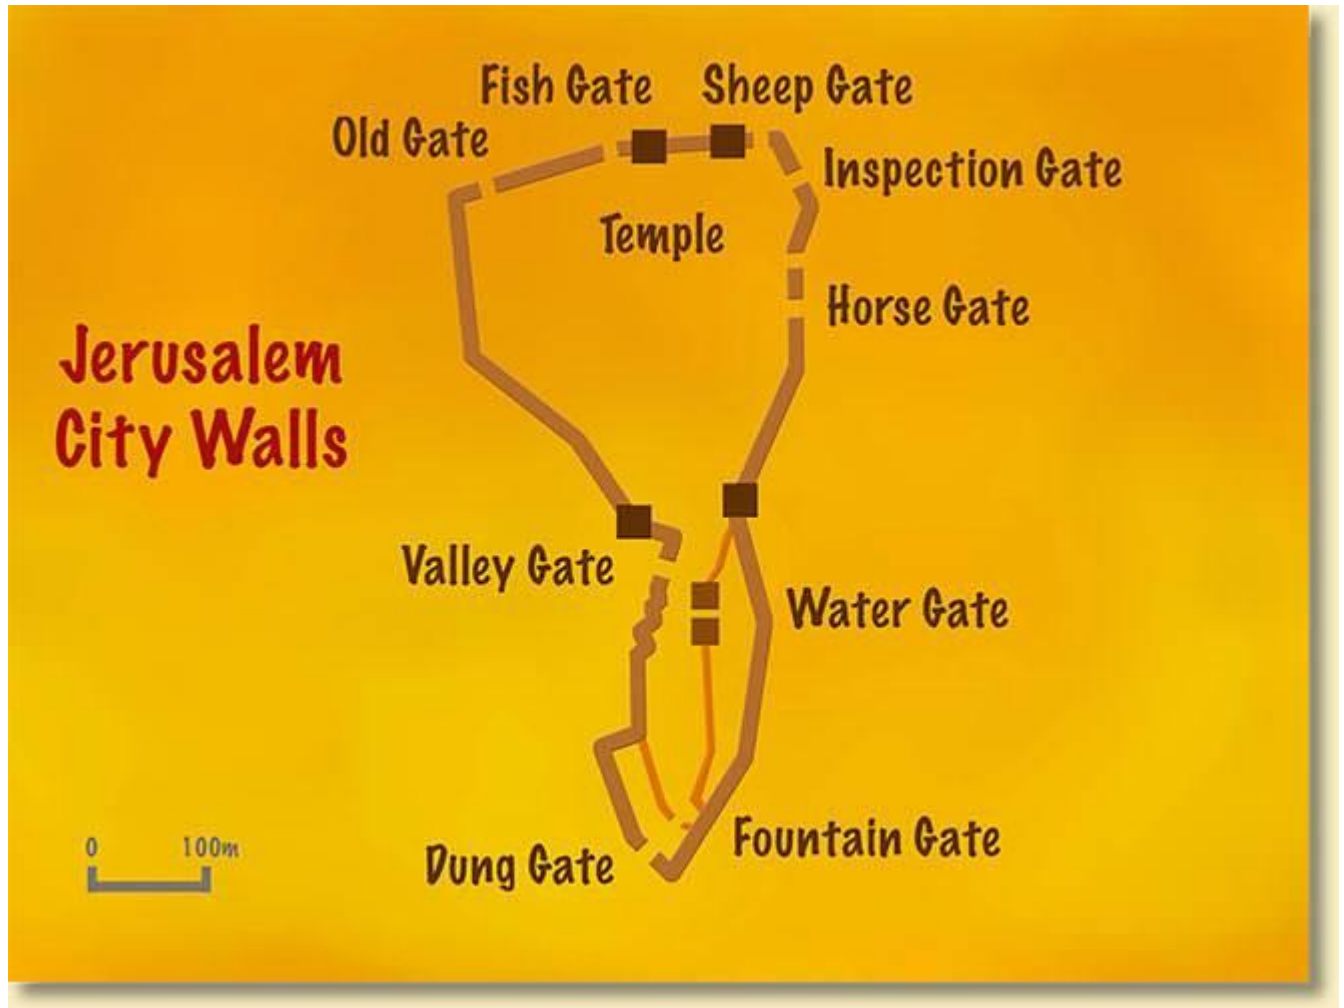 Fish Gate
Sheep Gate
Old Gate
Inspection Gate
Temple
Horse Gate
Jerusalem
City Walls
Valley Gate
Water Gate
Fountain Gate
Dung Gate
0
100m